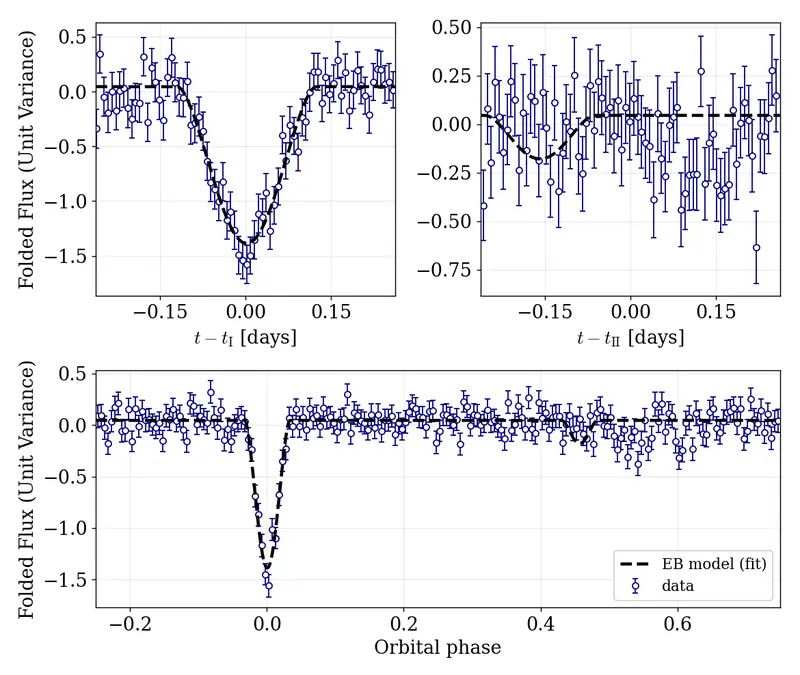 Folded Flux (Unit Variance)
0.5
0.0
−0.5
−1.0
−1.5
−0.15 0.00 0.15
t − tI [days]
0.50
0.25
0.00
−0.25
−0.50
−0.75
−0.15 0.00 0.15
t − tII [days]
Folded Flux (Unit Variance)
0.5
0.0
−0.5
−1.0
−1.5
−0.2 0.0 0.2 0.4 0.6
Orbital phase
EB model (fit)
data